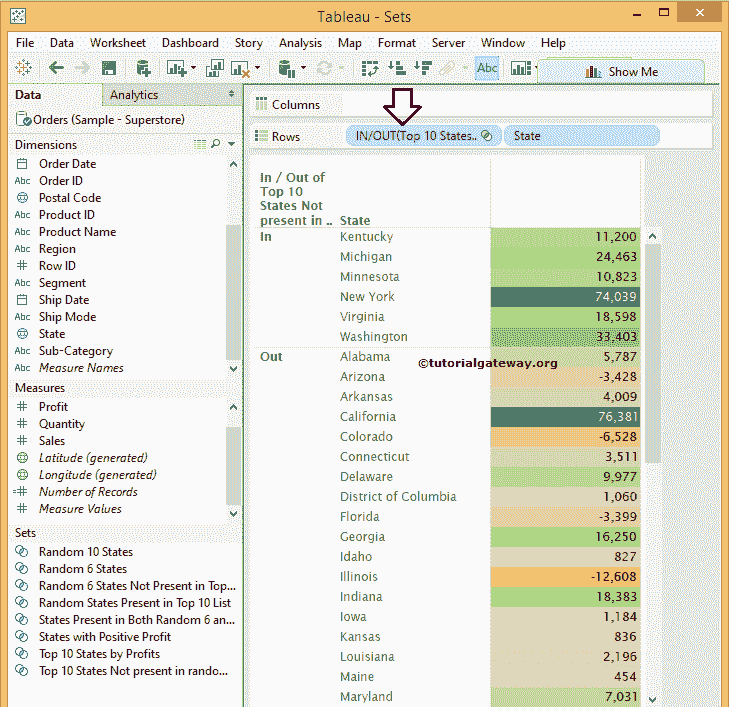 Tableau - Sets
File Data Worksheet Dashboard Story Analysis Map Format Server Window Help
Abc Show Me
Data Analytics
Orders (Sample - Superstore)
Dimensions
Order Date
Abc Order ID
Postal Code
Abc Product ID
Abc Product Name
Abc Region
# Row ID
Abc Segment
Ship Date
Abc Ship Mode
State
Abc Sub-Category
Abc Measure Names
Measures
# Profit
# Quantity
# Sales
Latitude (generated)
Longitude (generated)
=# Number of Records
# Measure Values
Sets
Random 10 States
Random 6 States
Random 6 States Not Present in Top...
Random States Present in Top 10 List
States Present in Both Random 6 an...
States with Positive Profit
Top 10 States by Profits
Top 10 States Not present in rando...
Columns
Rows IN/OUT(Top 10 States.. State
In / Out of
Top 10
States Not
present in .. State
In Kentucky 11,200
Michigan 24,463
Minnesota 10,823
New York 74,039
Virginia 18,598
Washington 33,403
Out Alabama 5,787
©tutorialgateway.org
Arizona -3,428
Arkansas 4,009
California 76,381
Colorado -6,528
Connecticut 3,511
Delaware 9,977
District of Columbia 1,060
Florida -3,399
Georgia 16,250
Idaho 827
Illinois -12,608
Indiana 18,383
Iowa 1,184
Kansas 836
Louisiana 2,196
Maine 454
Maryland 7,031